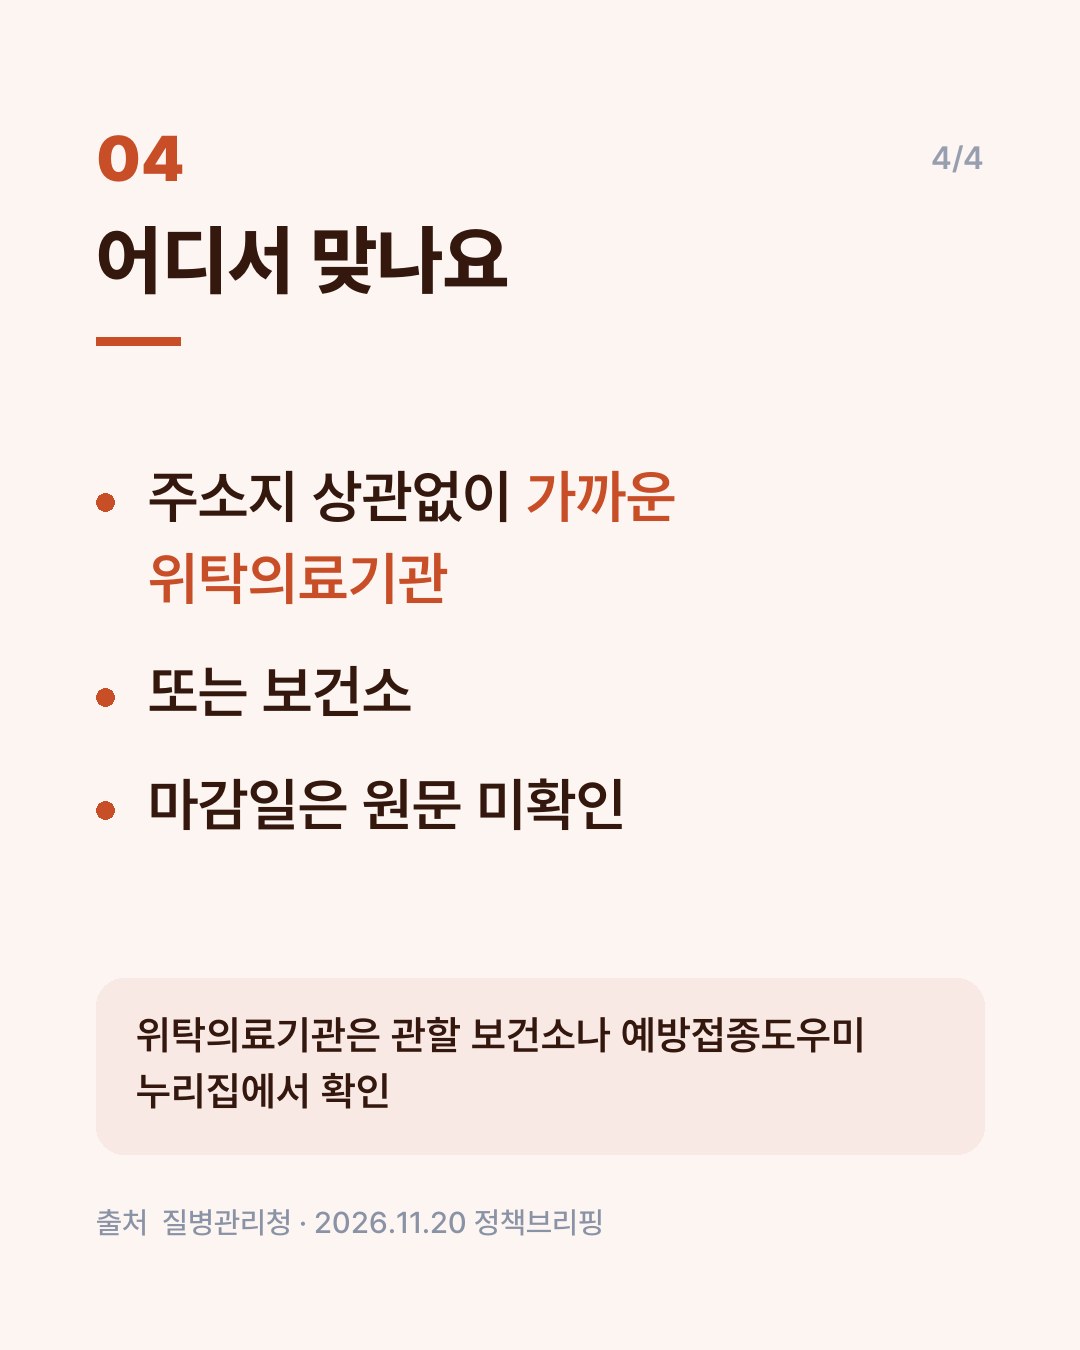 04
4/4
어디서 맞나요
주소지 상관없이 가까운
위탁의료기관
또는 보건소
마감일은 원문 미확인
위탁의료기관은 관할 보건소나 예방접종도우미
누리집에서 확인
출처 질병관리청 · 2026.11.20 정책브리핑